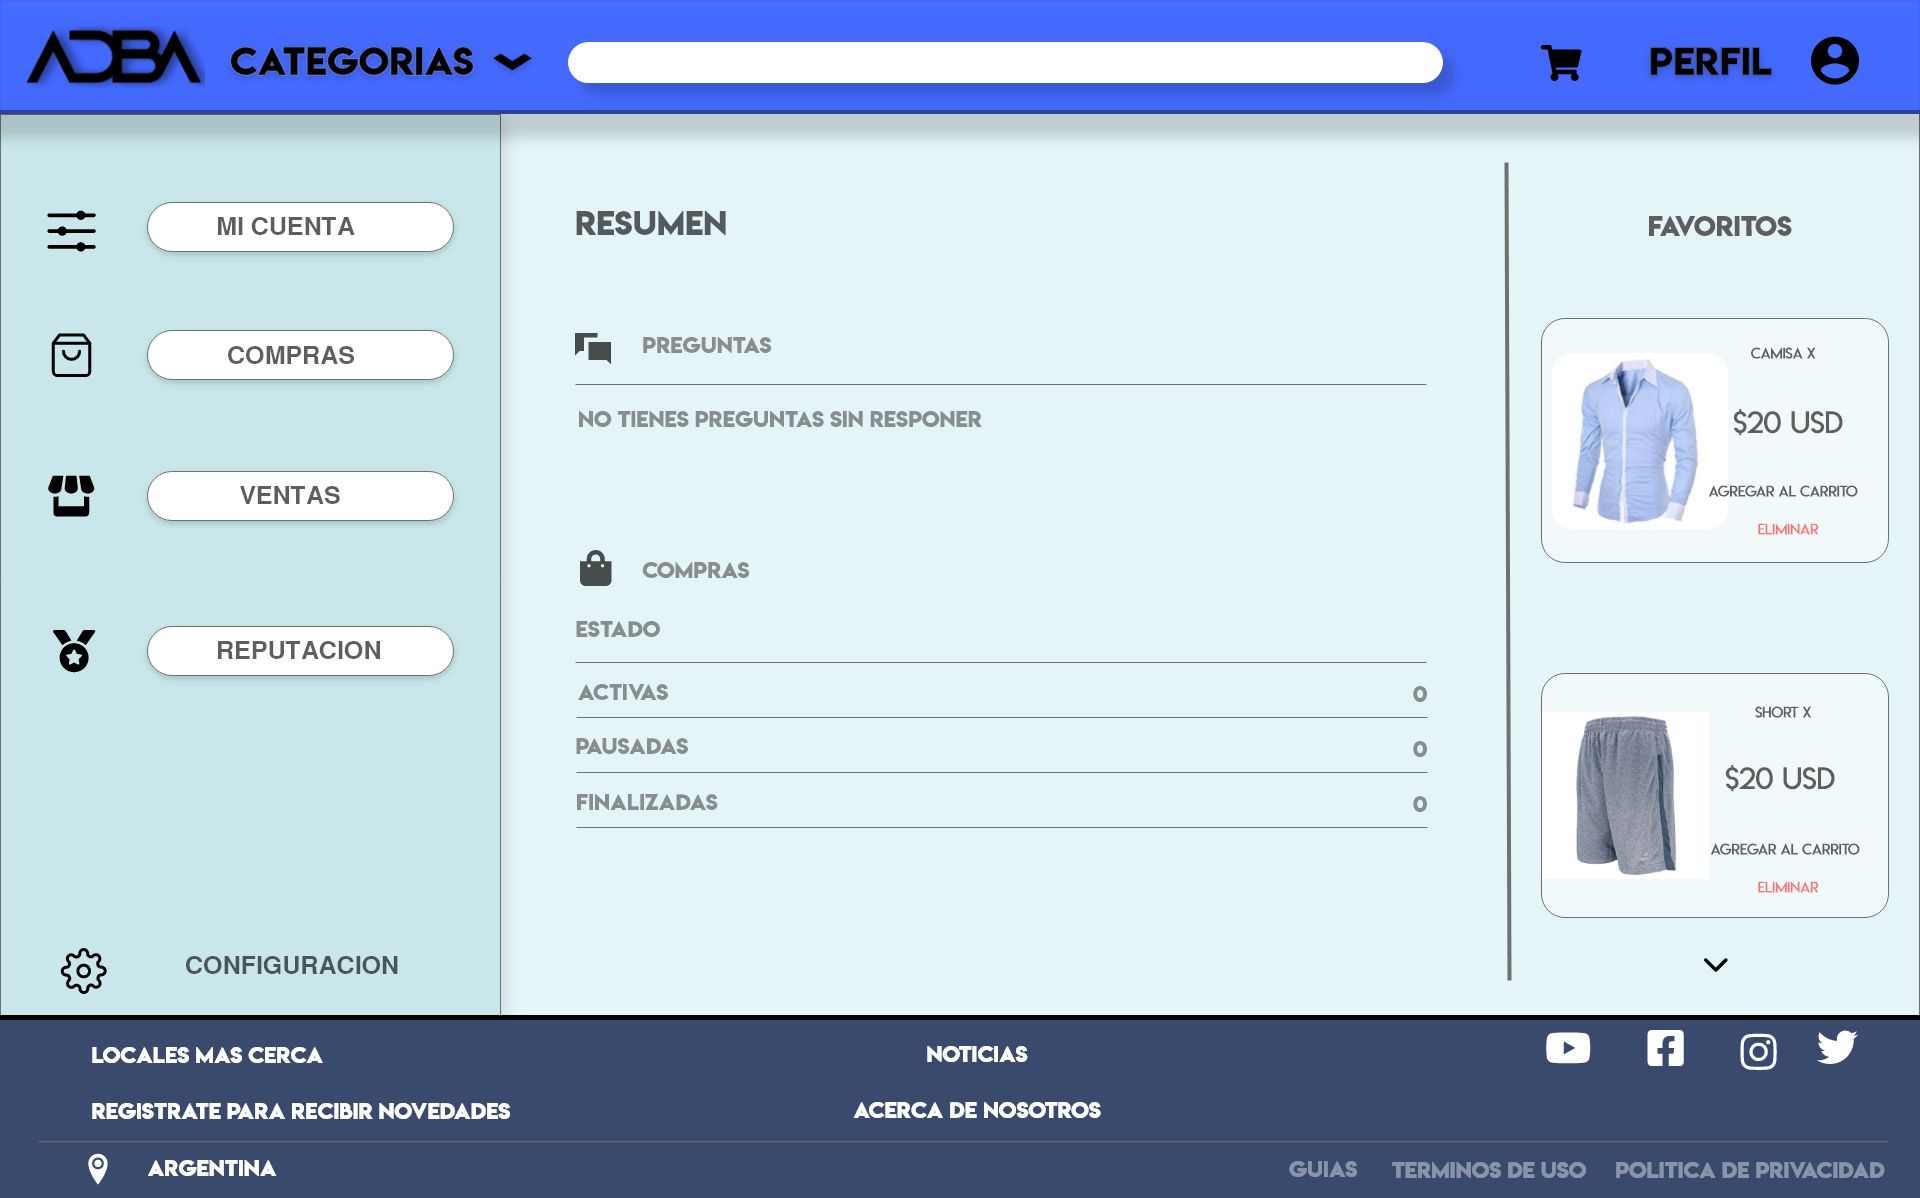 ADBA
CATEGORIAS
PERFIL
MI CUENTA
COMPRAS
VENTAS
REPUTACION
CONFIGURACION
RESUMEN
PREGUNTAS
NO TIENES PREGUNTAS SIN RESPONER
COMPRAS
ESTADO
ACTIVAS 0
PAUSADAS 0
FINALIZADAS 0
FAVORITOS
CAMISA X
$20 USD
AGREGAR AL CARRITO
ELIMINAR
SHORT X
$20 USD
AGREGAR AL CARRITO
ELIMINAR
LOCALES MAS CERCA
REGISTRATE PARA RECIBIR NOVEDADES
NOTICIAS
ACERCA DE NOSOTROS
ARGENTINA
GUIAS
TERMINOS DE USO
POLITICA DE PRIVACIDAD